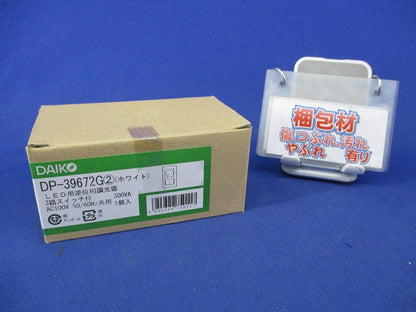 DAIKO
DP-39672G② (ホワイト)
LED用逆位相調光器
3路スイッチ付 300VA
AC100V 50/60Hz共用 1個入
梱包材
傷つぶれ汚れ
やぶれ 有り